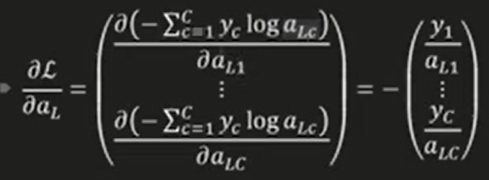 ∂ℒ/∂a_L = ( ∂(−∑_{c=1}^{C} y_c log a_{Lc})/∂a_{L1} ⋮ ∂(−∑_{c=1}^{C} y_c log a_{Lc})/∂a_{LC} ) = − ( y_1/a_{L1} ⋮ y_C/a_{LC} )